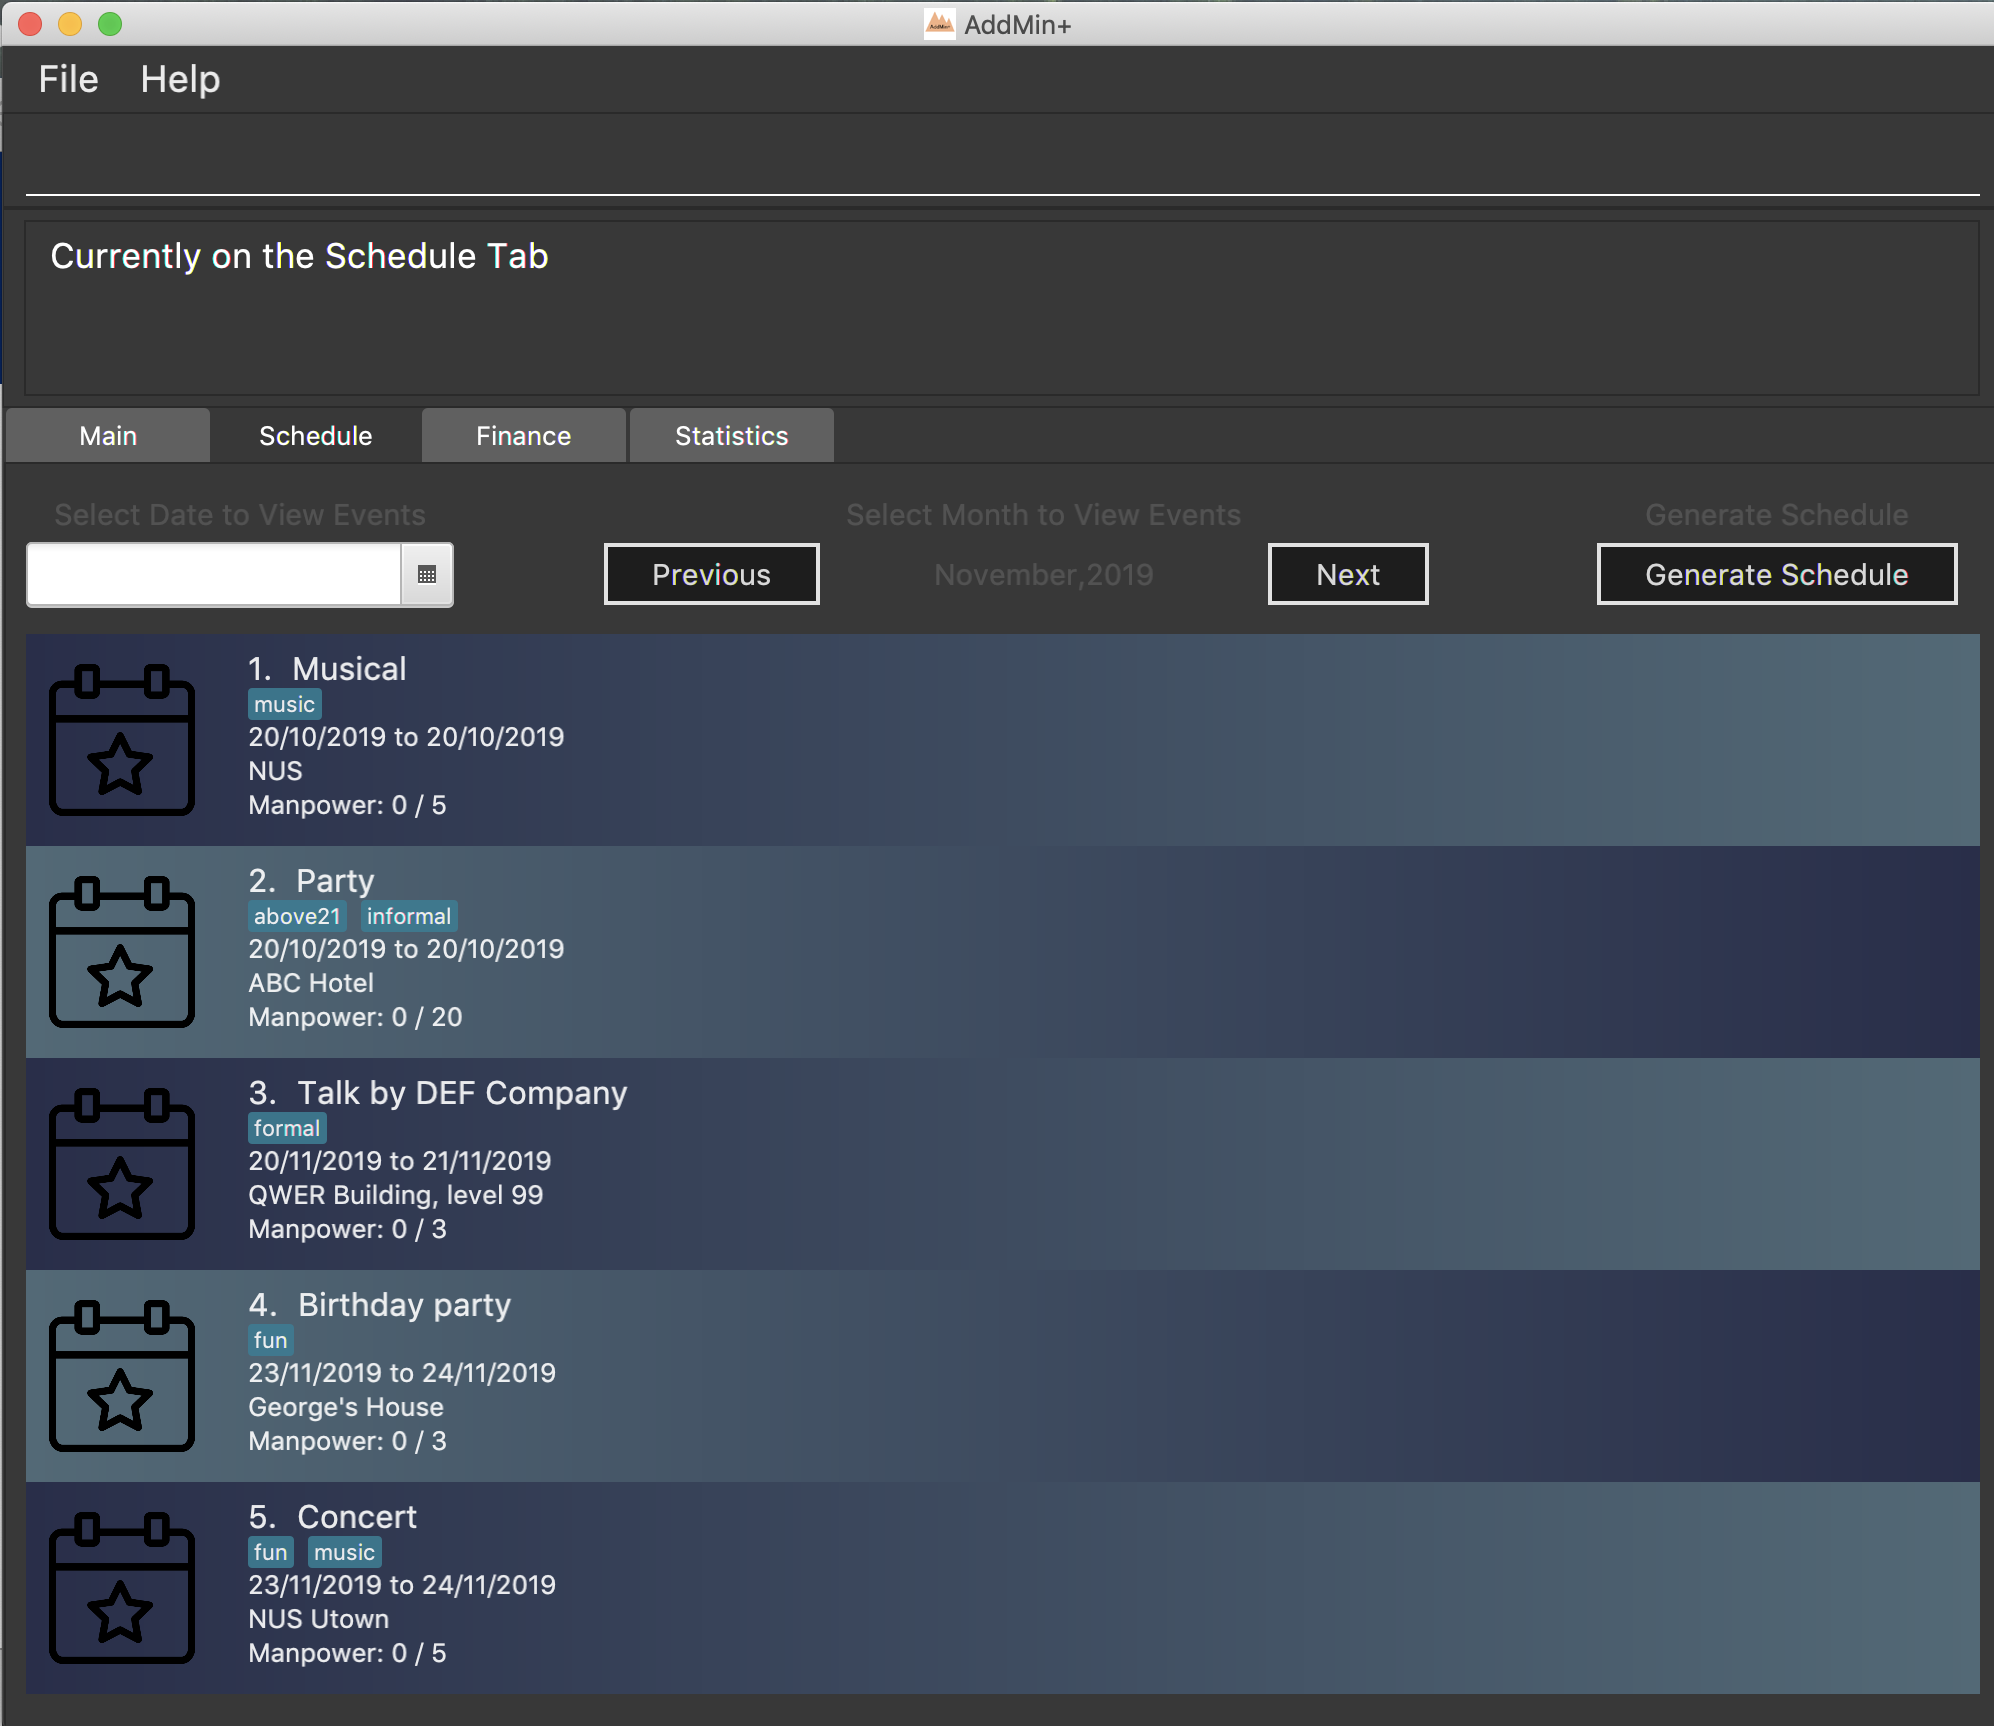 AddMin+
File Help
Currently on the Schedule Tab
Main Schedule Finance Statistics
Select Date to View Events Select Month to View Events Generate Schedule
Previous November,2019 Next Generate Schedule
1. Musical
music
20/10/2019 to 20/10/2019
NUS
Manpower: 0 / 5
2. Party
above21 informal
20/10/2019 to 20/10/2019
ABC Hotel
Manpower: 0 / 20
3. Talk by DEF Company
formal
20/11/2019 to 21/11/2019
QWER Building, level 99
Manpower: 0 / 3
4. Birthday party
fun
23/11/2019 to 24/11/2019
George's House
Manpower: 0 / 3
5. Concert
fun music
23/11/2019 to 24/11/2019
NUS Utown
Manpower: 0 / 5